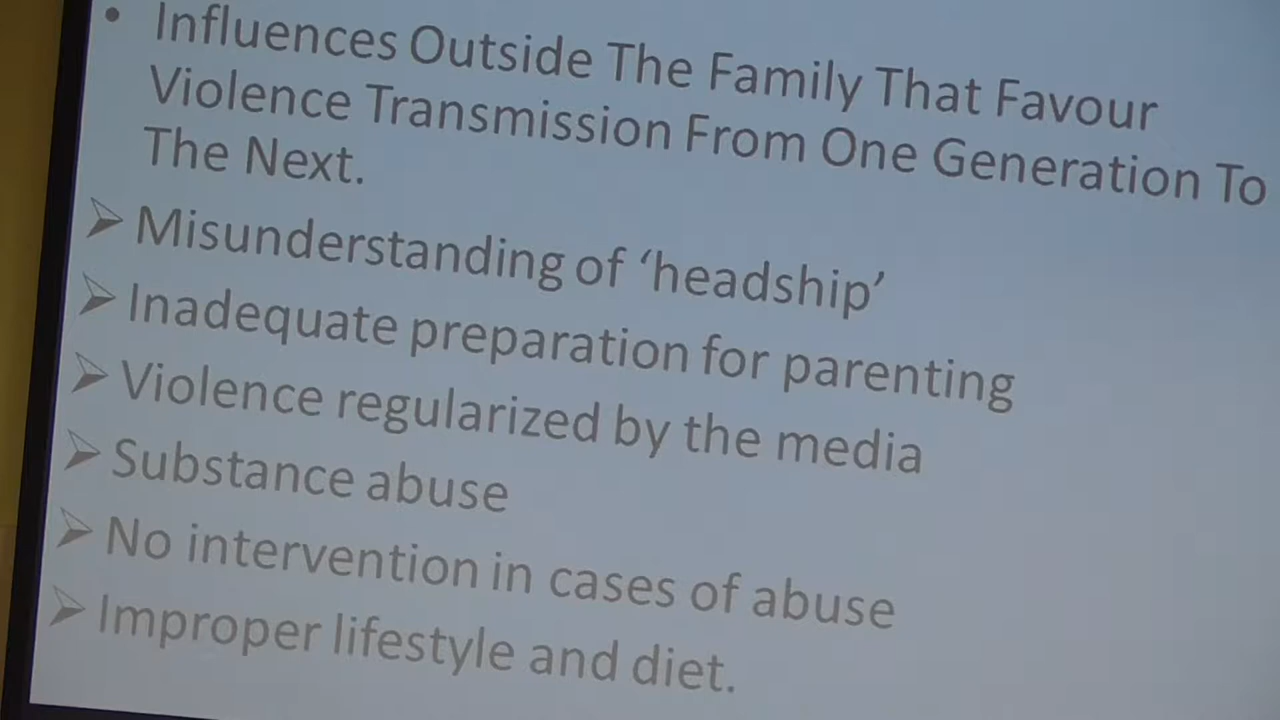 • Influences Outside The Family That Favour
Violence Transmission From One Generation To
The Next.
➢ Misunderstanding of ‘headship’
➢ Inadequate preparation for parenting
➢ Violence regularized by the media
➢ Substance abuse
➢ No intervention in cases of abuse
➢ Improper lifestyle and diet.